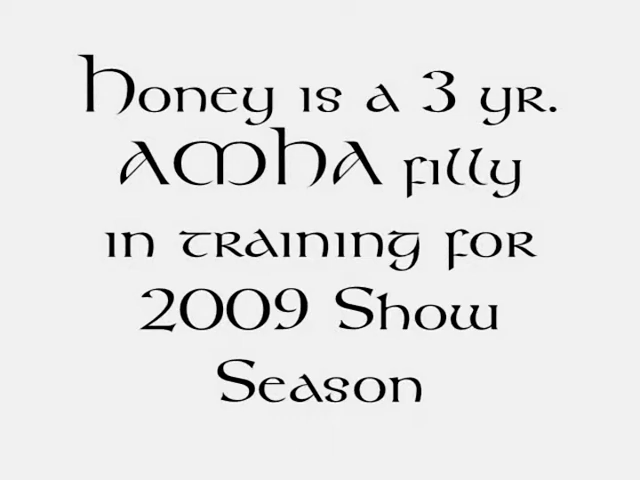 Honey is a 3 yr.
AMHA filly
in training for
2009 Show
Season